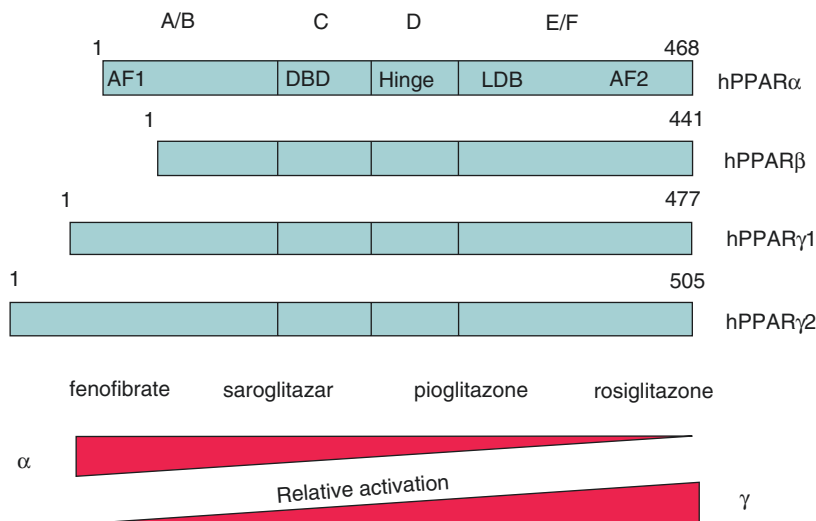 A/B C D E/F
1 468
AF1 DBD Hinge LDB AF2 hPPARα
1 441
hPPARβ
1 477
hPPARγ1
1 505
hPPARγ2
fenofibrate saroglitazar pioglitazone rosiglitazone
α
Relative activation
γ